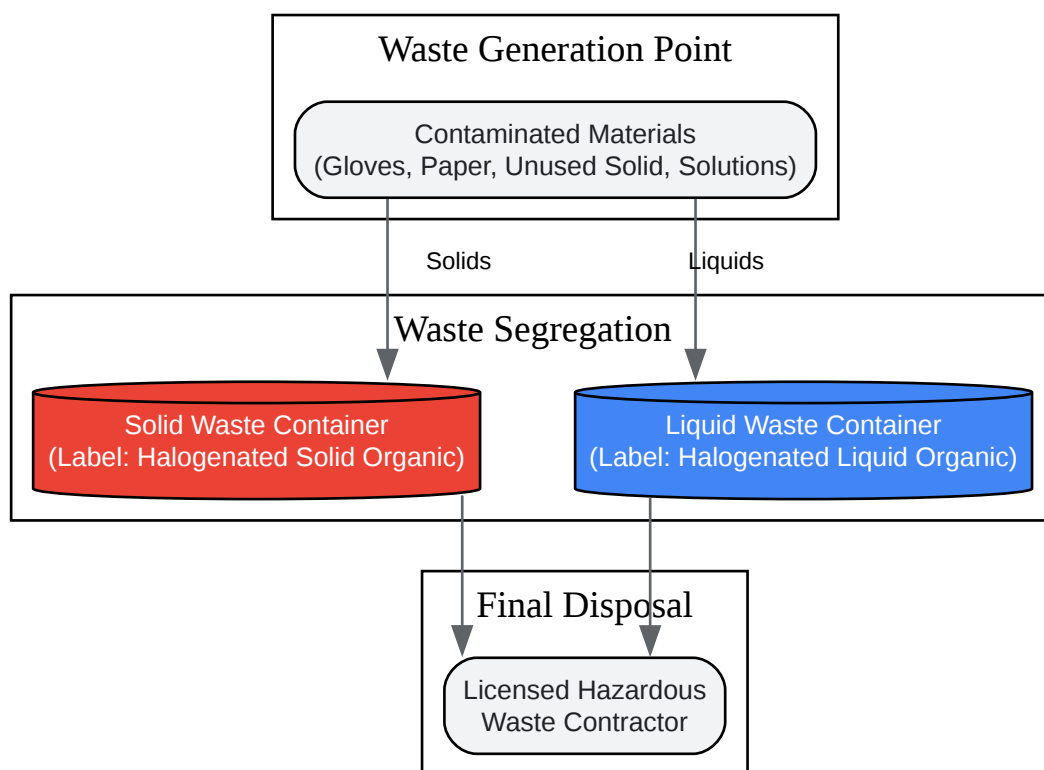 Waste Generation Point
Contaminated Materials
(Gloves, Paper, Unused Solid, Solutions)
Solids
Liquids
Waste Segregation
Solid Waste Container
(Label: Halogenated Solid Organic)
Liquid Waste Container
(Label: Halogenated Liquid Organic)
Final Disposal
Licensed Hazardous
Waste Contractor